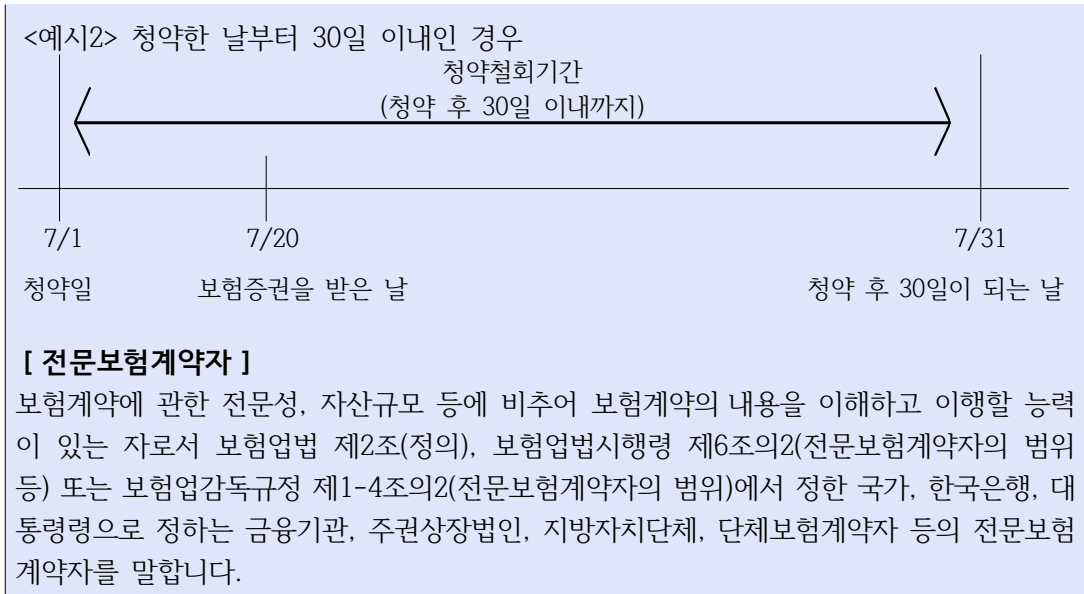 <예시2> 청약한 날부터 30일 이내인 경우
청약철회기간
(청약 후 30일 이내까지)
7/1 7/20 7/31
청약일 보험증권을 받은 날 청약 후 30일이 되는 날
[ 전문보험계약자 ]
보험계약에 관한 전문성, 자산규모 등에 비추어 보험계약의 내용을 이해하고 이행할 능력
이 있는 자로서 보험업법 제2조(정의), 보험업법시행령 제6조의2(전문보험계약자의 범위
등) 또는 보험업감독규정 제1-4조의2(전문보험계약자의 범위)에서 정한 국가, 한국은행, 대
통령령으로 정하는 금융기관, 주권상장법인, 지방자치단체, 단체보험계약자 등의 전문보험
계약자를 말합니다.